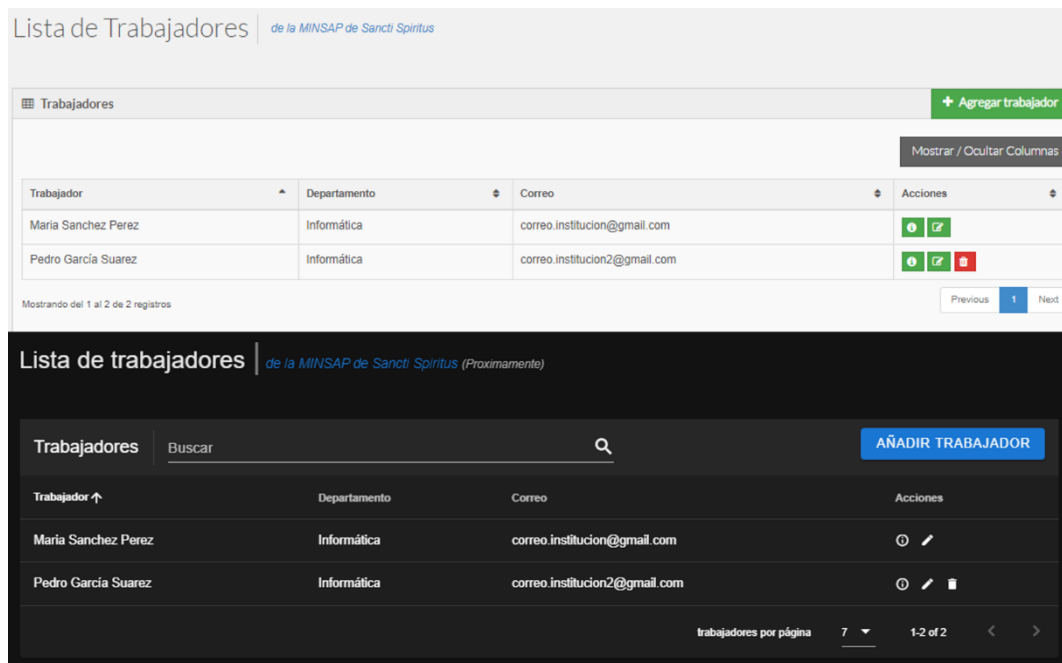 Lista de Trabajadores de la MINSAP de Sancti Spiritus
Trabajadores + Agregar trabajador
Mostrar / Ocultar Columnas
Trabajador Departamento Correo Acciones
Maria Sanchez Perez Informática correo.institucion@gmail.com
Pedro García Suarez Informática correo.institucion2@gmail.com
Mostrando del 1 al 2 de 2 registros Previous 1 Next
Lista de trabajadores de la MINSAP de Sancti Spiritus (Proximamente)
Trabajadores Buscar AÑADIR TRABAJADOR
Trabajador Departamento Correo Acciones
Maria Sanchez Perez Informática correo.institucion@gmail.com
Pedro García Suarez Informática correo.institucion2@gmail.com
trabajadores por página 7 1-2 of 2